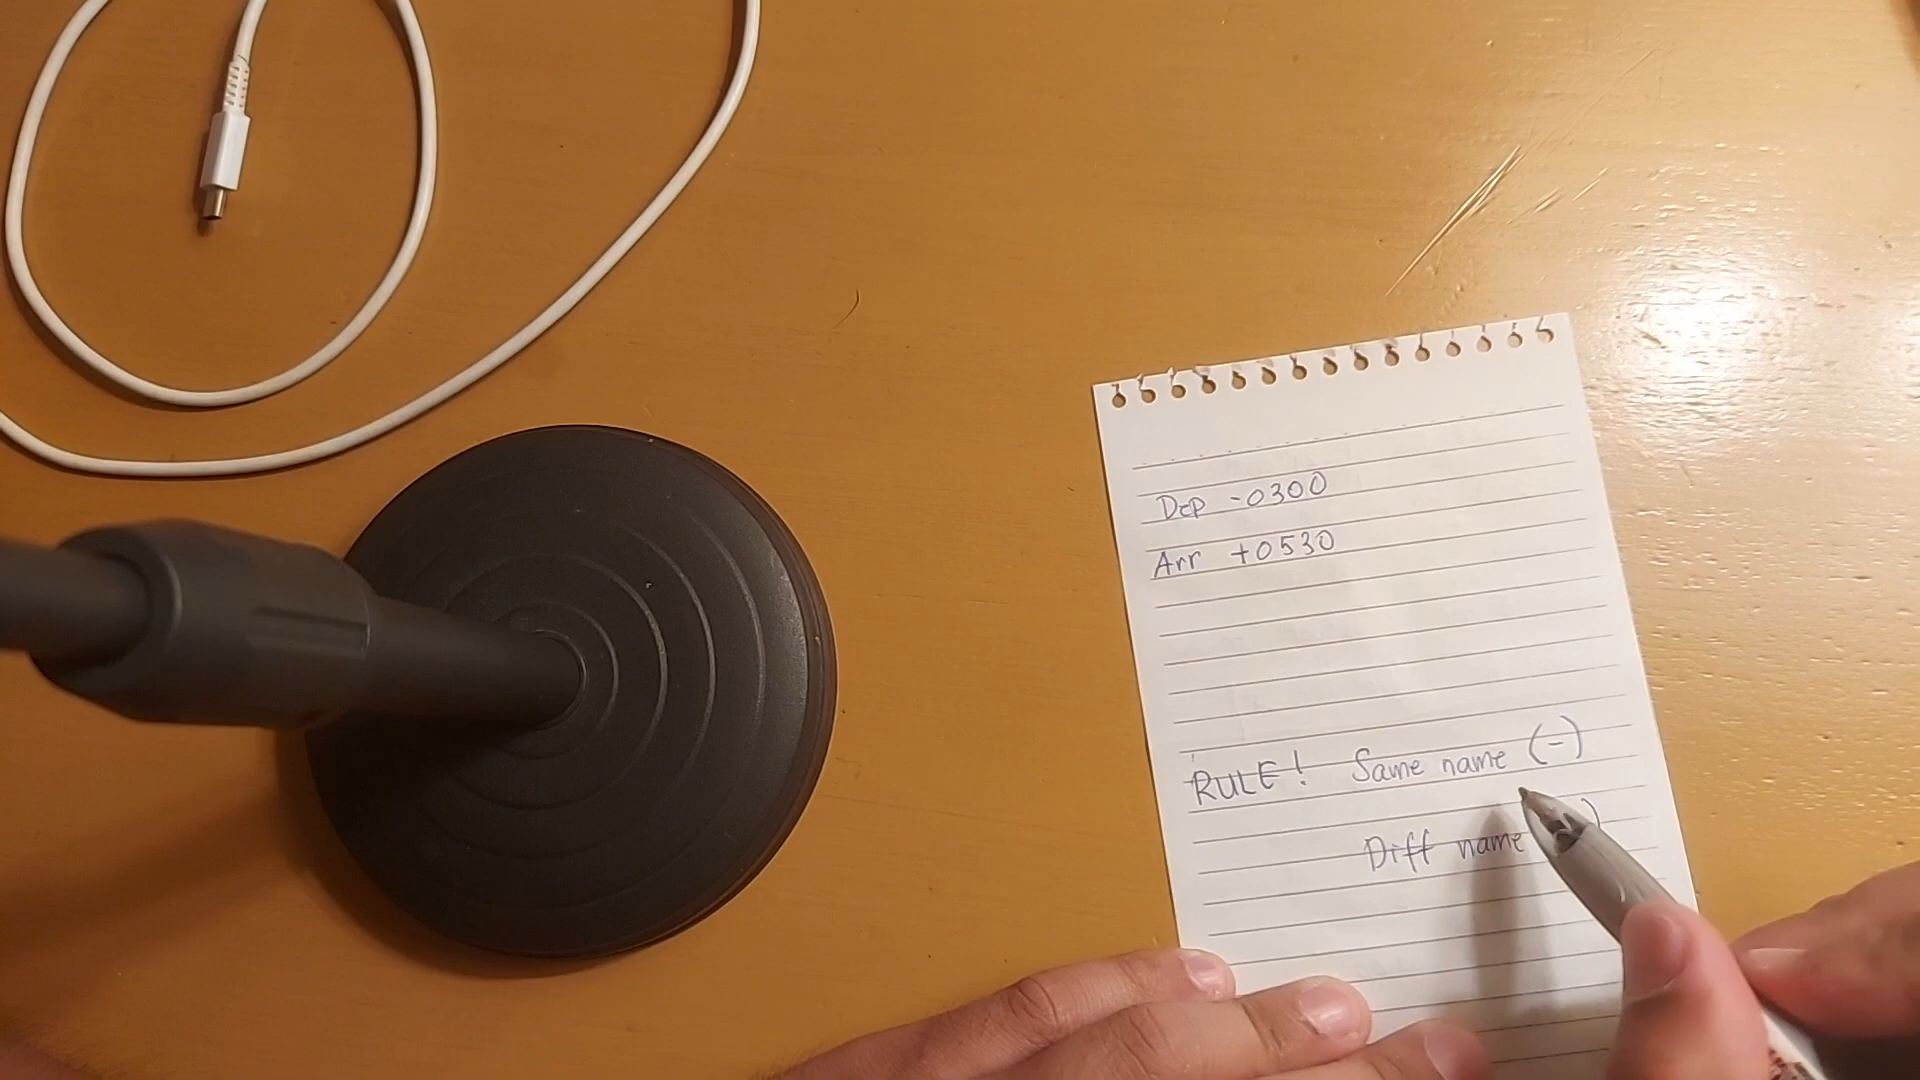 Dep -0300
Arr +0530
RULE! Same name (-)
Diff name )